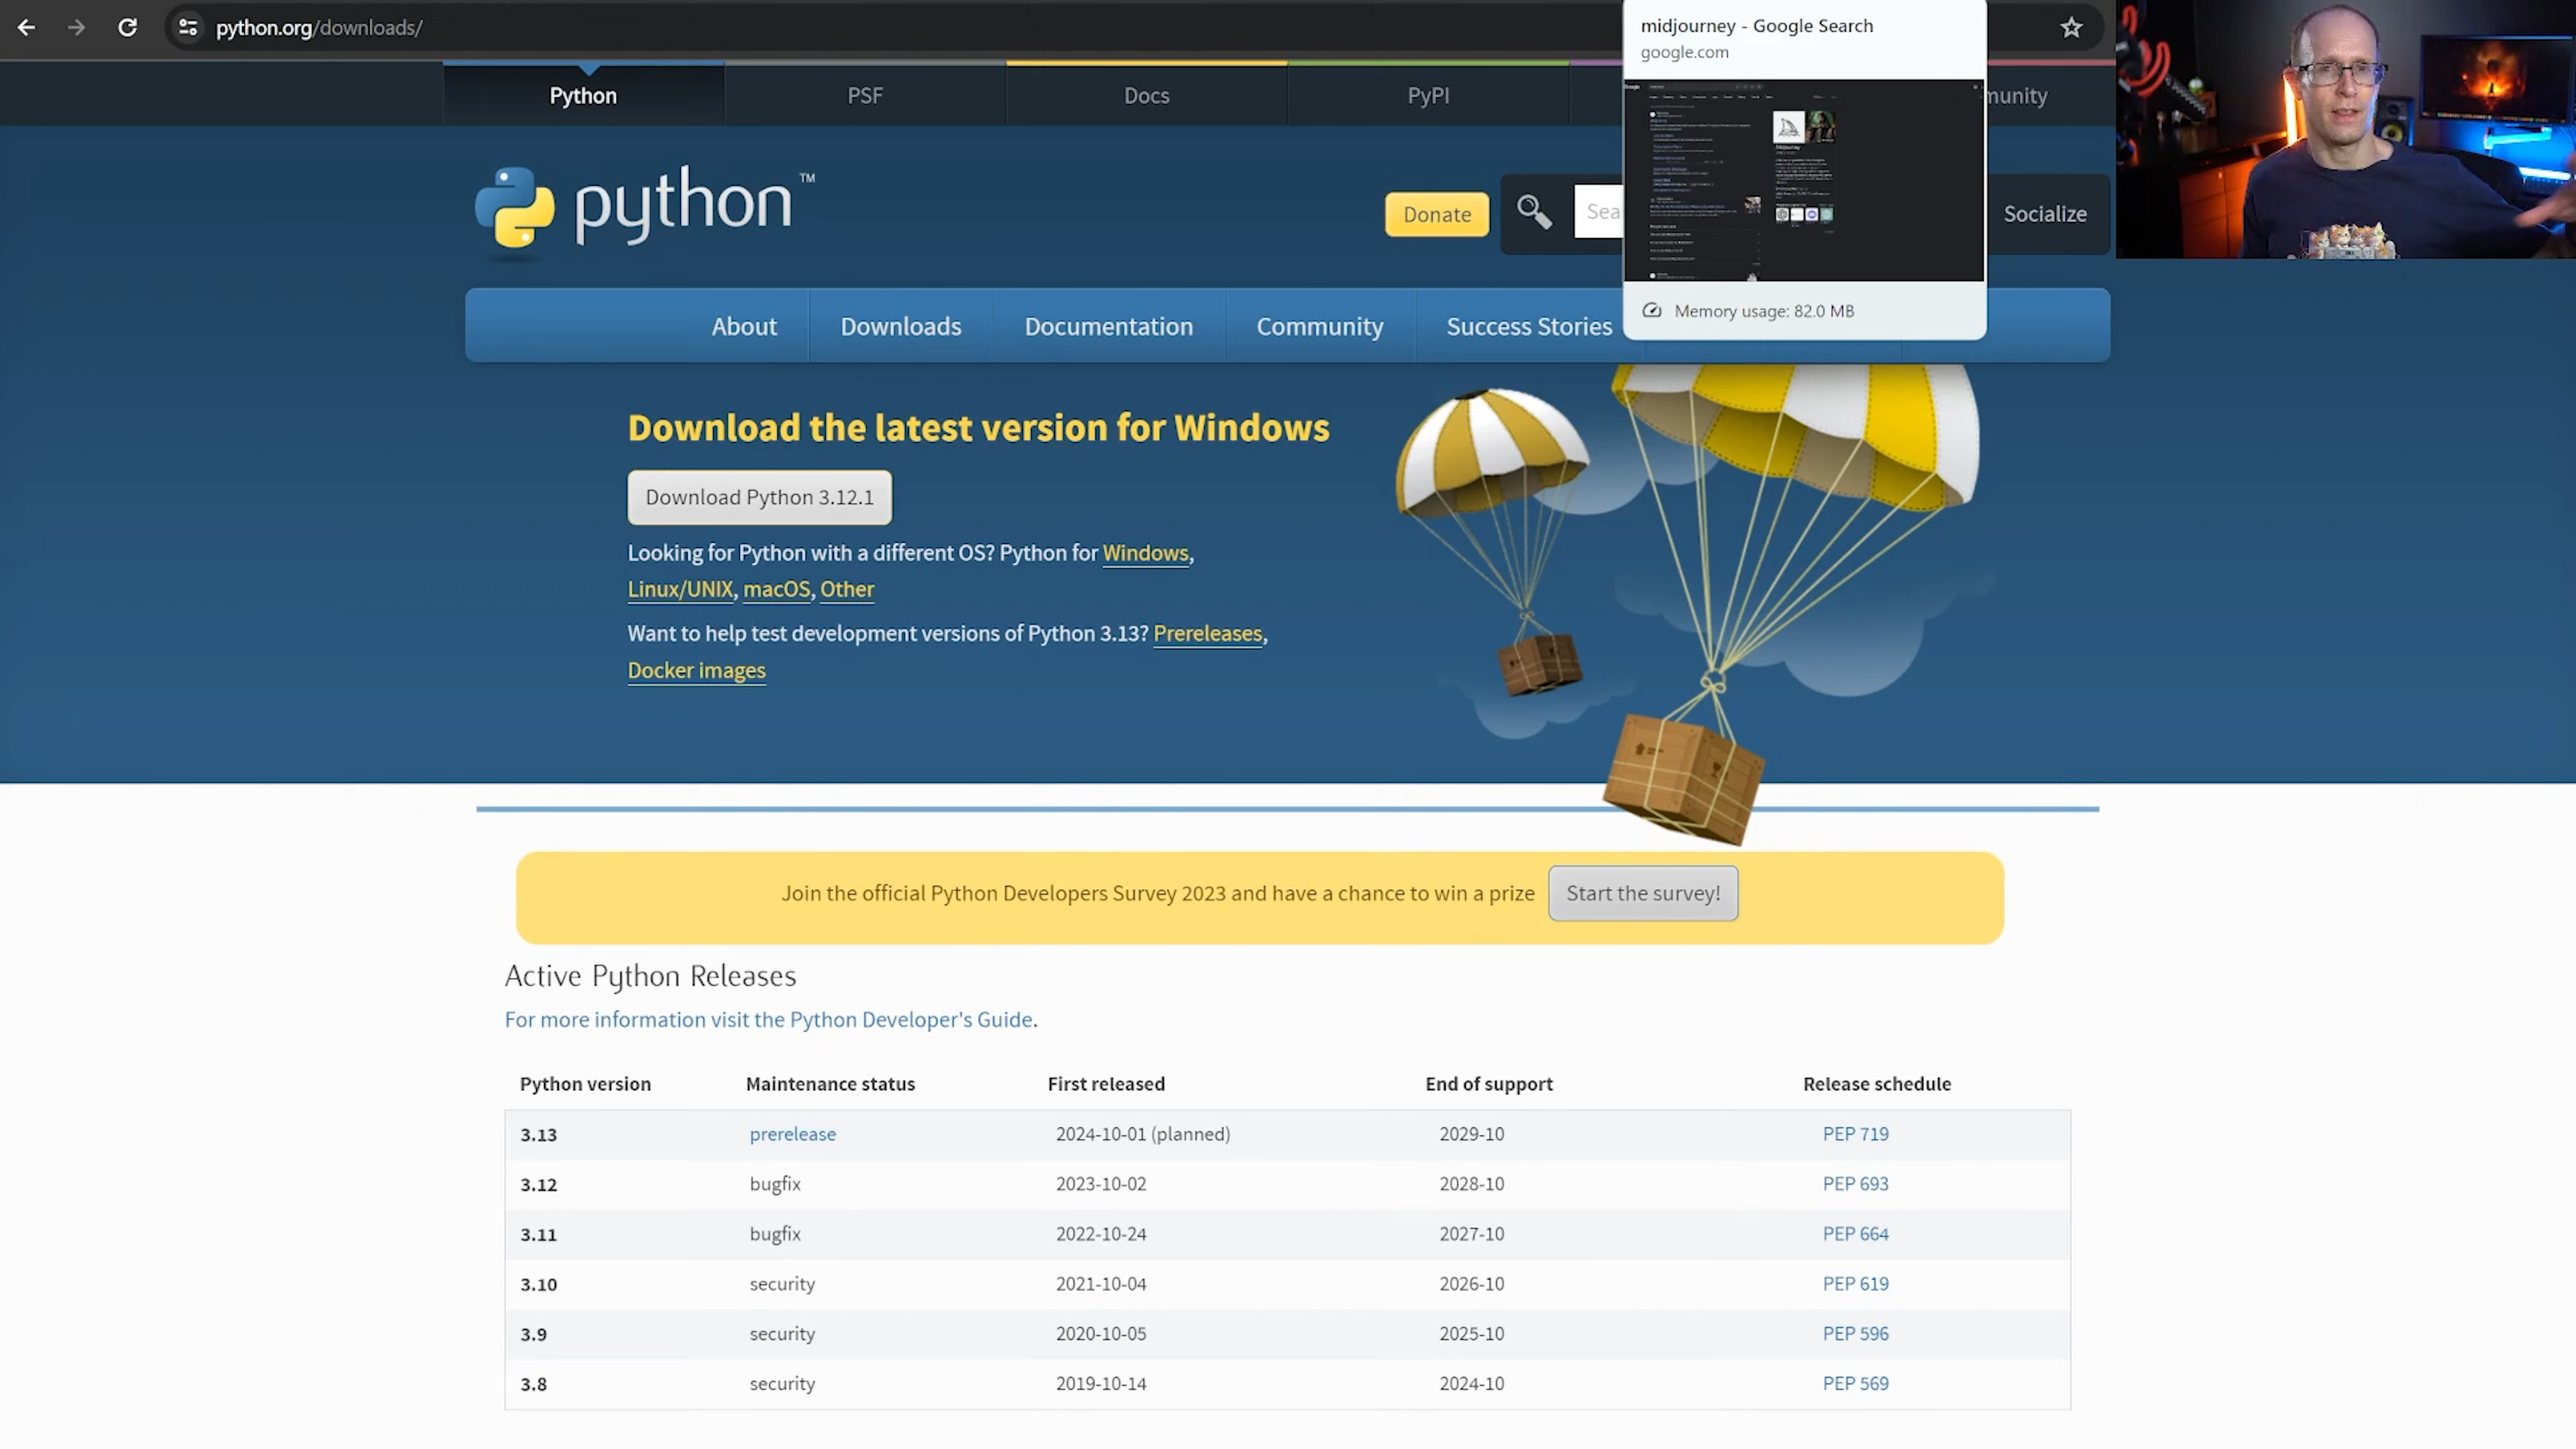 python.org/downloads/
midjourney - Google Search
google.com
Memory usage: 82.0 MB
Python
PSF
Docs
PyPI
munity
python™
Donate
Sea
Socialize
About
Downloads
Documentation
Community
Success Stories
Download the latest version for Windows
Download Python 3.12.1
Looking for Python with a different OS? Python for Windows,
Linux/UNIX, macOS, Other
Want to help test development versions of Python 3.13? Prereleases,
Docker images
Join the official Python Developers Survey 2023 and have a chance to win a prize Start the survey!
Active Python Releases
For more information visit the Python Developer's Guide.
Python version Maintenance status First released End of support Release schedule
3.13 prerelease 2024-10-01 (planned) 2029-10 PEP 719
3.12 bugfix 2023-10-02 2028-10 PEP 693
3.11 bugfix 2022-10-24 2027-10 PEP 664
3.10 security 2021-10-04 2026-10 PEP 619
3.9 security 2020-10-05 2025-10 PEP 596
3.8 security 2019-10-14 2024-10 PEP 569